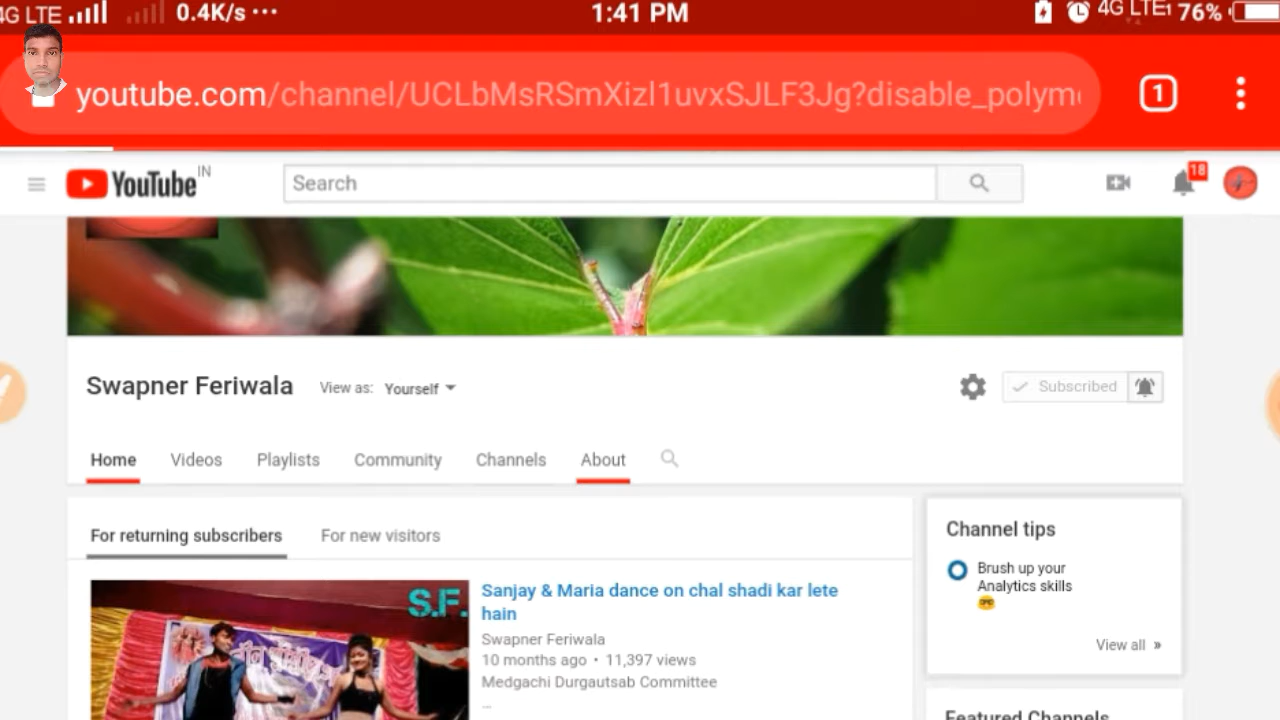 4G LTE 0.4K/s ... 1:41 PM 4G LTE 76%
youtube.com/channel/UCLbMsRSmXizl1uvxSJLF3Jg?disable_polym
1
YouTube IN Search 18
Swapner Feriwala View as: Yourself Subscribed
Home Videos Playlists Community Channels About
For returning subscribers For new visitors
S.F.
Sanjay & Maria dance on chal shadi kar lete
hain
Swapner Feriwala
10 months ago • 11,397 views
Medgachi Durgautsab Committee
...
Channel tips
Brush up your
Analytics skills
View all »
Featured Channels